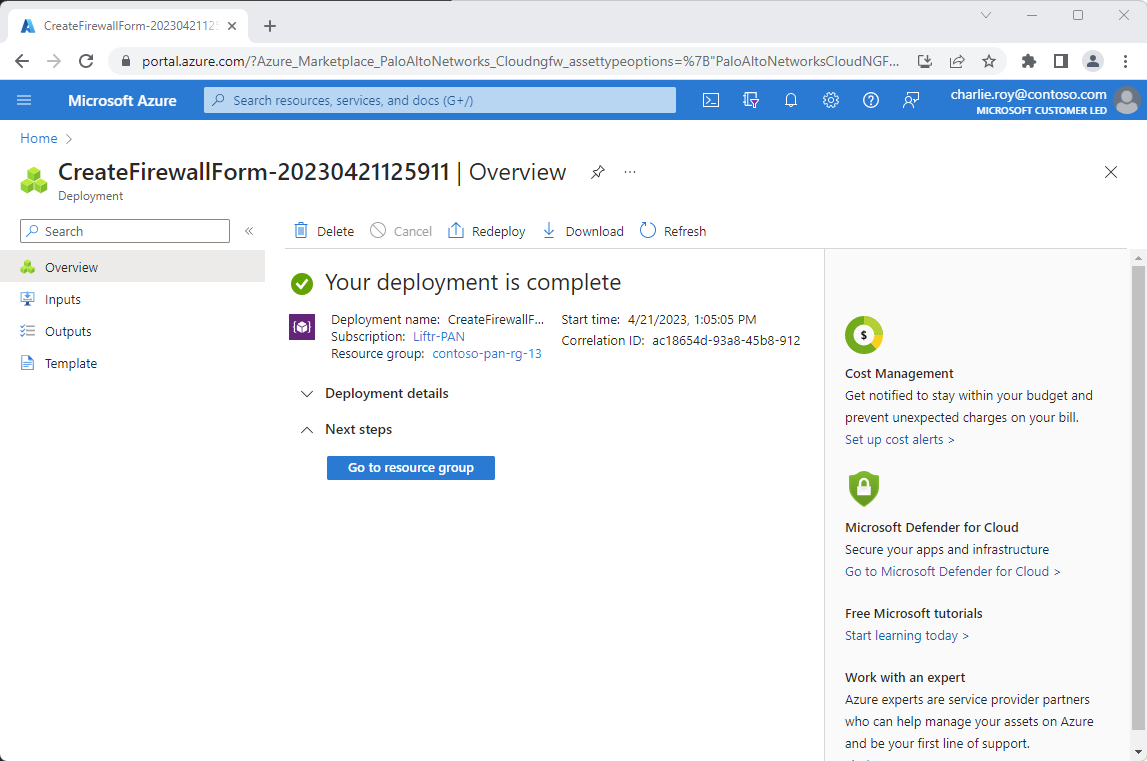 CreateFirewallForm-2023042112
portal.azure.com/?Azure_Marketplace_PaloAltoNetworks_Cloudngfw_assettypeoptions=%7B"PaloAltoNetworksCloudNGF...
Microsoft Azure
Search resources, services, and docs (G+/)
charlie.roy@contoso.com
MICROSOFT CUSTOMER LED
Home
CreateFirewallForm-20230421125911 | Overview
Deployment
Search
Delete
Cancel
Redeploy
Download
Refresh
Overview
Inputs
Outputs
Template
Your deployment is complete
Deployment name: CreateFirewallF...
Subscription: Liftr-PAN
Resource group: contoso-pan-rg-13
Start time: 4/21/2023, 1:05:05 PM
Correlation ID: ac18654d-93a8-45b8-912
Deployment details
Next steps
Go to resource group
$
Cost Management
Get notified to stay within your budget and
prevent unexpected charges on your bill.
Set up cost alerts >
Microsoft Defender for Cloud
Secure your apps and infrastructure
Go to Microsoft Defender for Cloud >
Free Microsoft tutorials
Start learning today >
Work with an expert
Azure experts are service provider partners
who can help manage your assets on Azure
and be your first line of support.